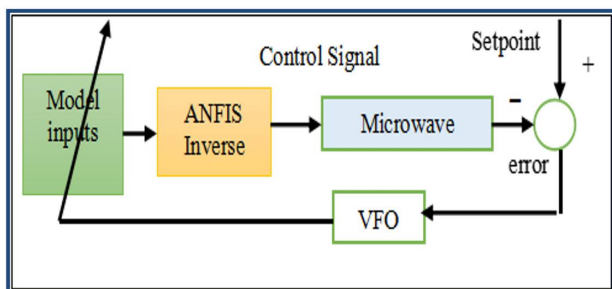 Setpoint
+
Control Signal
Model
inputs
ANFIS
Inverse
Microwave
-
error
VFO